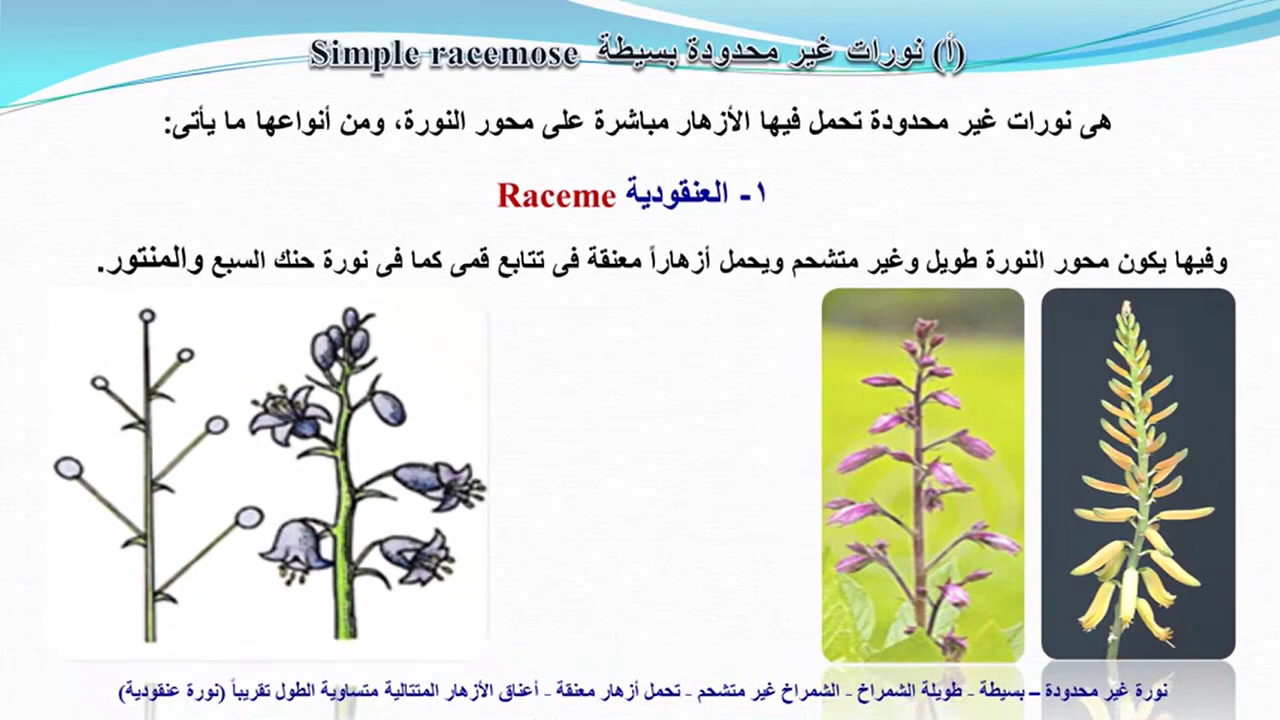 (أ) نورات غير محدودة بسيطة Simple racemose
هى نورات غير محدودة تحمل فيها الأزهار مباشرة على محور النورة، ومن أنواعها ما يأتى:
١- العنقودية Raceme
وفيها يكون محور النورة طويل وغير متشحم ويحمل أزهاراً معنقة فى تتابع قمى كما فى نورة حنك السبع والمنتور.
نورة غير محدودة – بسيطة - طويلة الشمراخ - الشمراخ غير متشحم - تحمل أزهار معنقة - أعناق الأزهار المتتالية متساوية الطول تقريباً (نورة عنقودية)